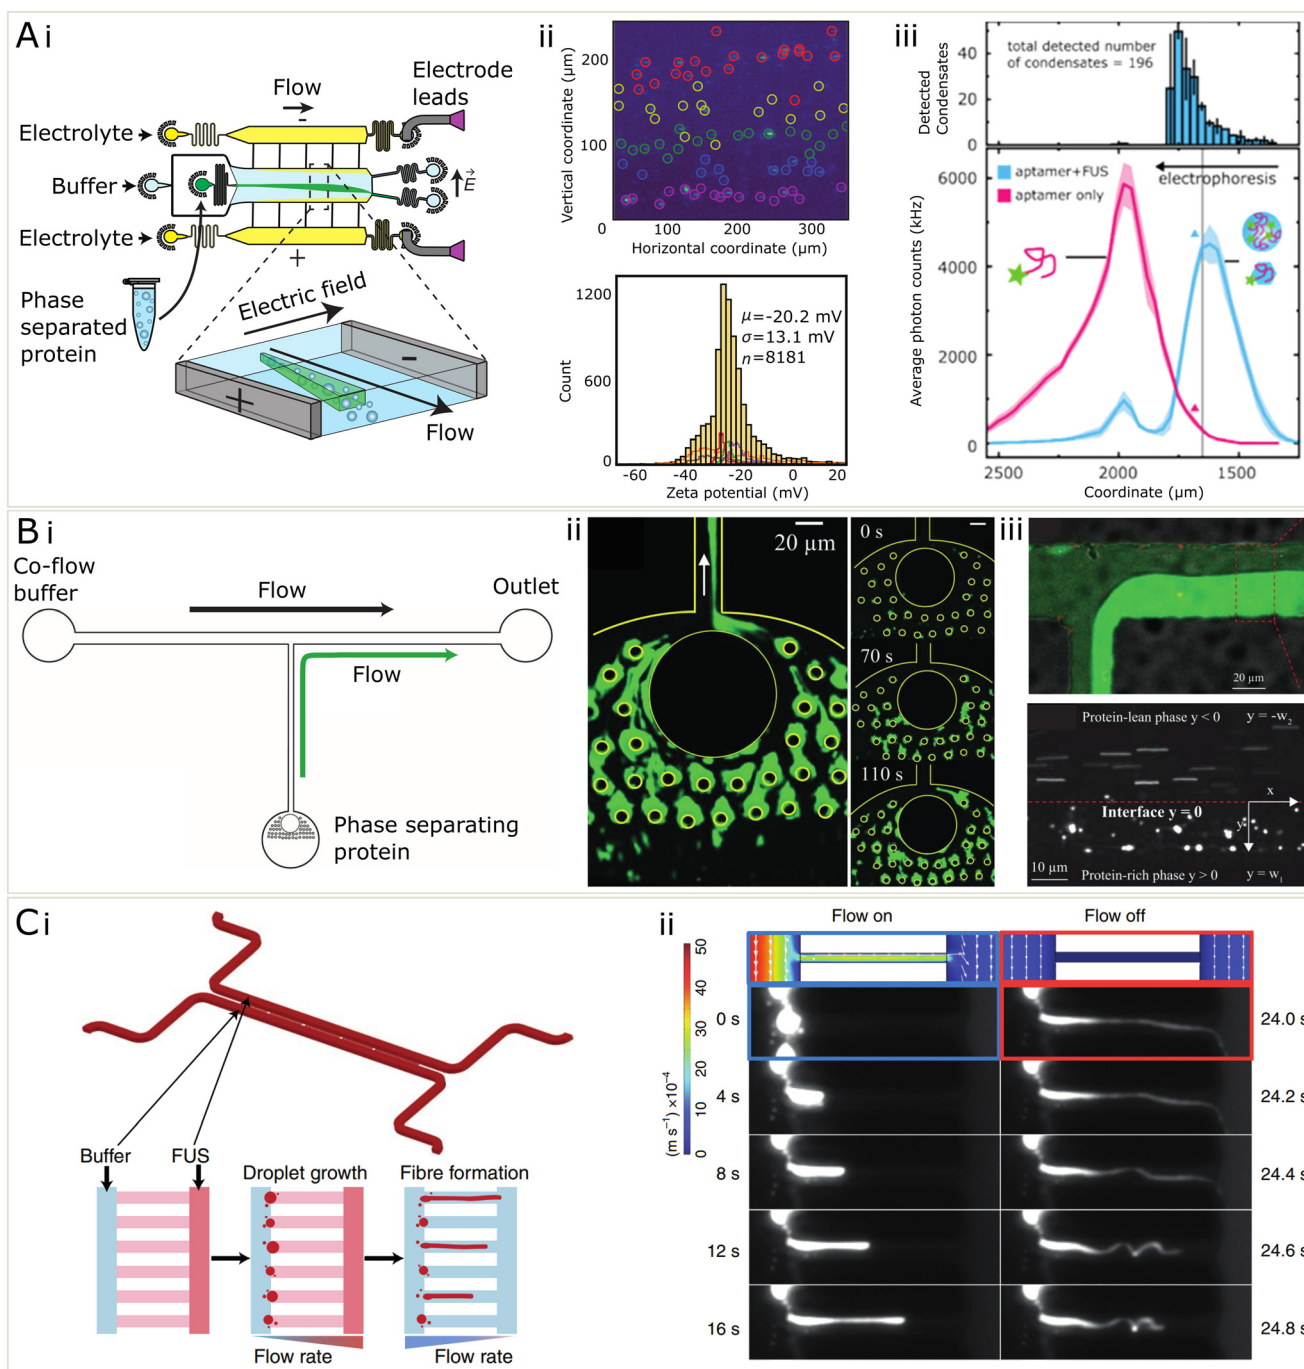 A i
Flow
Electrode
leads
-
Electrolyte
Buffer
E
Electrolyte
+
Phase
separated
protein
Electric field
-
+
Flow
ii
Vertical coordinate (μm)
200
100
0
100
200
300
Horizontal coordinate (μm)
Count
1200
600
0
μ=-20.2 mV
σ=13.1 mV
n=8181
-60
-40
-20
0
20
Zeta potential (mV)
iii
Detected
Condensates
40
20
0
total detected number
of condensates = 196
Average photon counts (kHz)
6000
4000
2000
0
aptamer+FUS
aptamer only
electrophoresis
2500
2000
1500
Coordinate (μm)
B i
Co-flow
buffer
Flow
Outlet
Flow
Phase separating
protein
ii
20 μm
0 s
70 s
110 s
iii
20 μm
Protein-lean phase y < 0
y = -w2
x
Interface y = 0
y
10 μm
Protein-rich phase y > 0
y = w1
C i
Buffer
FUS
Droplet growth
Fibre formation
Flow rate
Flow rate
ii
Flow on
Flow off
50
40
30
20
10
0
(m s⁻¹) ×10⁻⁴
0 s
24.0 s
4 s
24.2 s
8 s
24.4 s
12 s
24.6 s
16 s
24.8 s